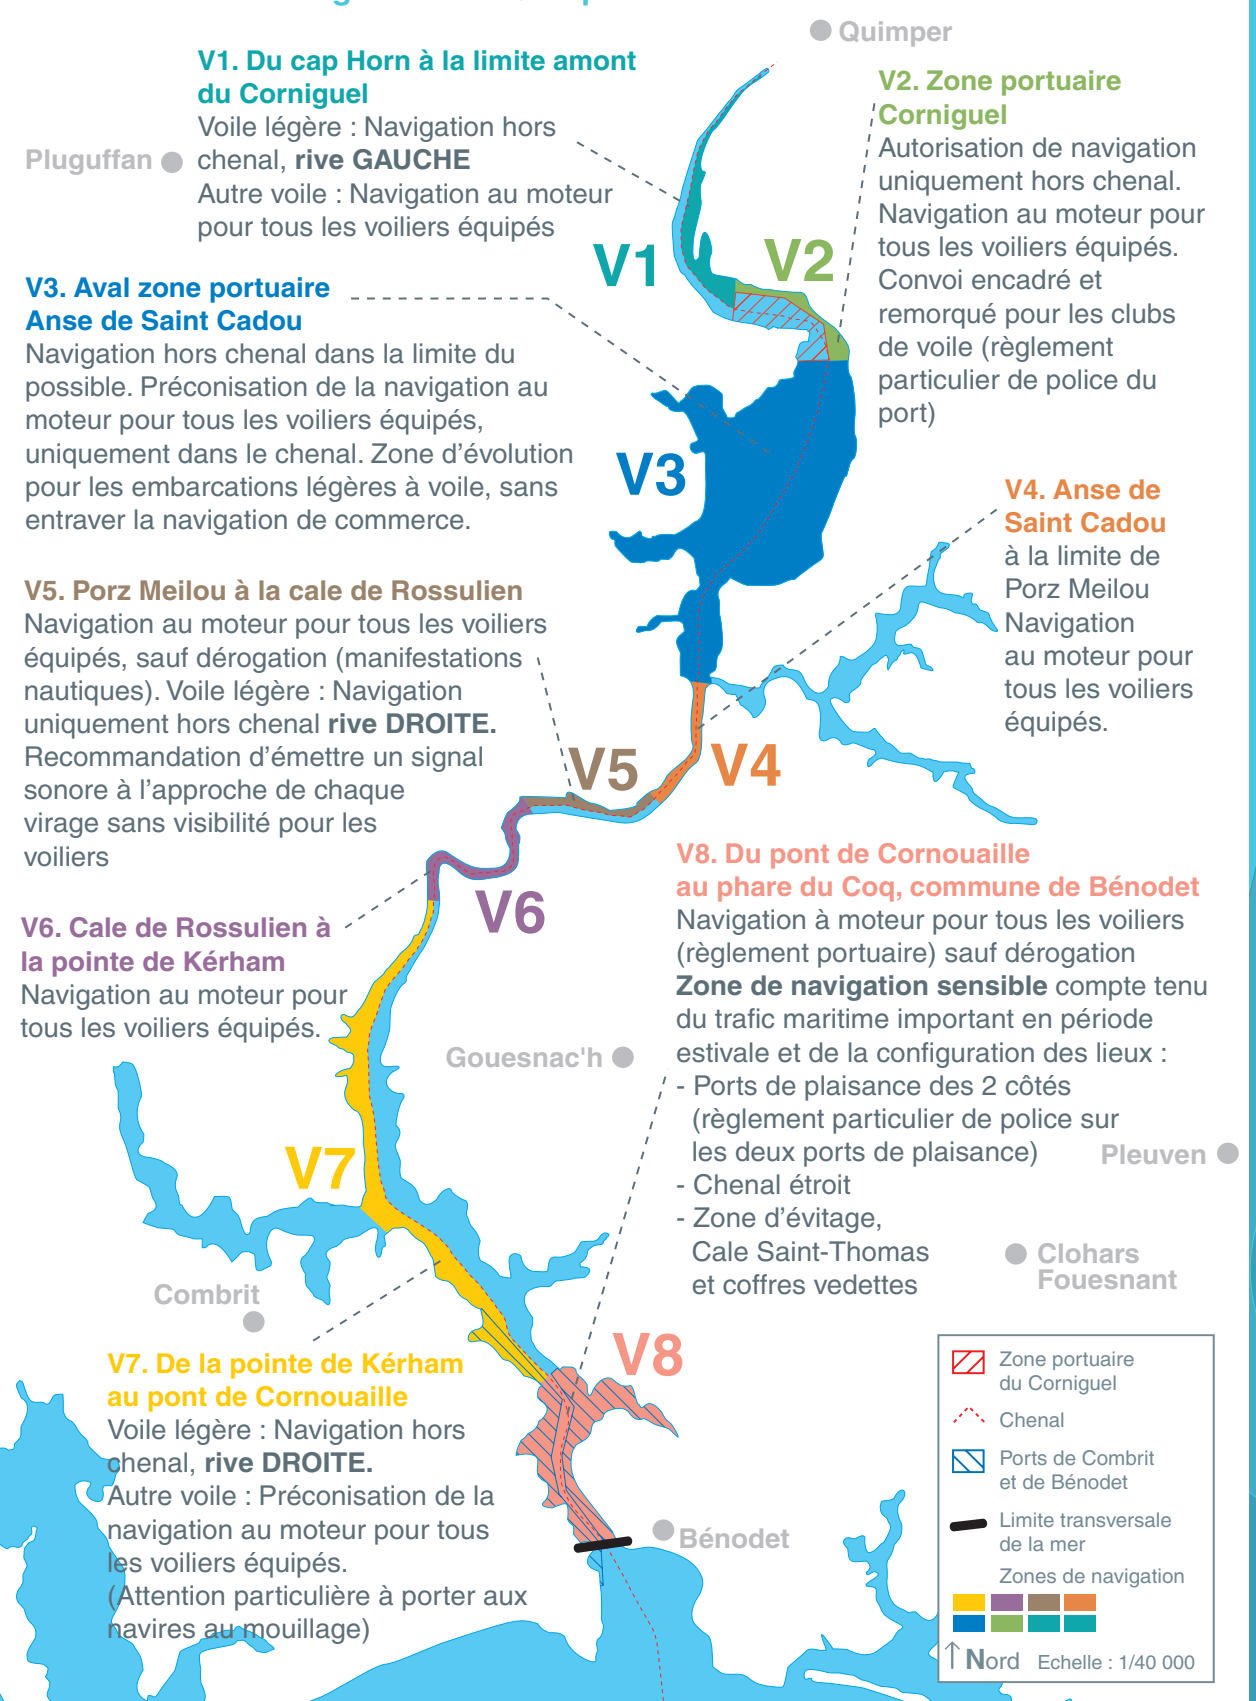 Quimper
V1. Du cap Horn à la limite amont
du Corniguel
Voile légère : Navigation hors
chenal, rive GAUCHE
Autre voile : Navigation au moteur
pour tous les voiliers équipés
Pluguffan
V2. Zone portuaire
Corniguel
Autorisation de navigation
uniquement hors chenal.
Navigation au moteur pour
tous les voiliers équipés.
Convoi encadré et
remorqué pour les clubs
de voile (règlement
particulier de police du
port)
V1
V2
V3. Aval zone portuaire
Anse de Saint Cadou
Navigation hors chenal dans la limite du
possible. Préconisation de la navigation au
moteur pour tous les voiliers équipés,
uniquement dans le chenal. Zone d'évolution
pour les embarcations légères à voile, sans
entraver la navigation de commerce.
V3
V4. Anse de
Saint Cadou
à la limite de
Porz Meilou
Navigation
au moteur pour
tous les voiliers
équipés.
V5. Porz Meilou à la cale de Rossulien
Navigation au moteur pour tous les voiliers
équipés, sauf dérogation (manifestations
nautiques). Voile légère : Navigation
uniquement hors chenal rive DROITE.
Recommandation d'émettre un signal
sonore à l'approche de chaque
virage sans visibilité pour les
voiliers
V5
V4
V6. Cale de Rossulien à
la pointe de Kérham
Navigation au moteur pour
tous les voiliers équipés.
V6
V8. Du pont de Cornouaille
au phare du Coq, commune de Bénodet
Navigation à moteur pour tous les voiliers
(règlement portuaire) sauf dérogation
Zone de navigation sensible compte tenu
du trafic maritime important en période
estivale et de la configuration des lieux :
- Ports de plaisance des 2 côtés
(règlement particulier de police sur
les deux ports de plaisance)
- Chenal étroit
- Zone d'évitage,
Cale Saint-Thomas
et coffres vedettes
Gouesnac'h
Pleuven
V7
Clohars
Fouesnant
Combrit
V8
V7. De la pointe de Kérham
au pont de Cornouaille
Voile légère : Navigation hors
chenal, rive DROITE.
Autre voile : Préconisation de la
navigation au moteur pour tous
les voiliers équipés.
(Attention particulière à porter aux
navires au mouillage)
Bénodet
Zone portuaire
du Corniguel
Chenal
Ports de Combrit
et de Bénodet
Limite transversale
de la mer
Zones de navigation
Nord Echelle : 1/40 000